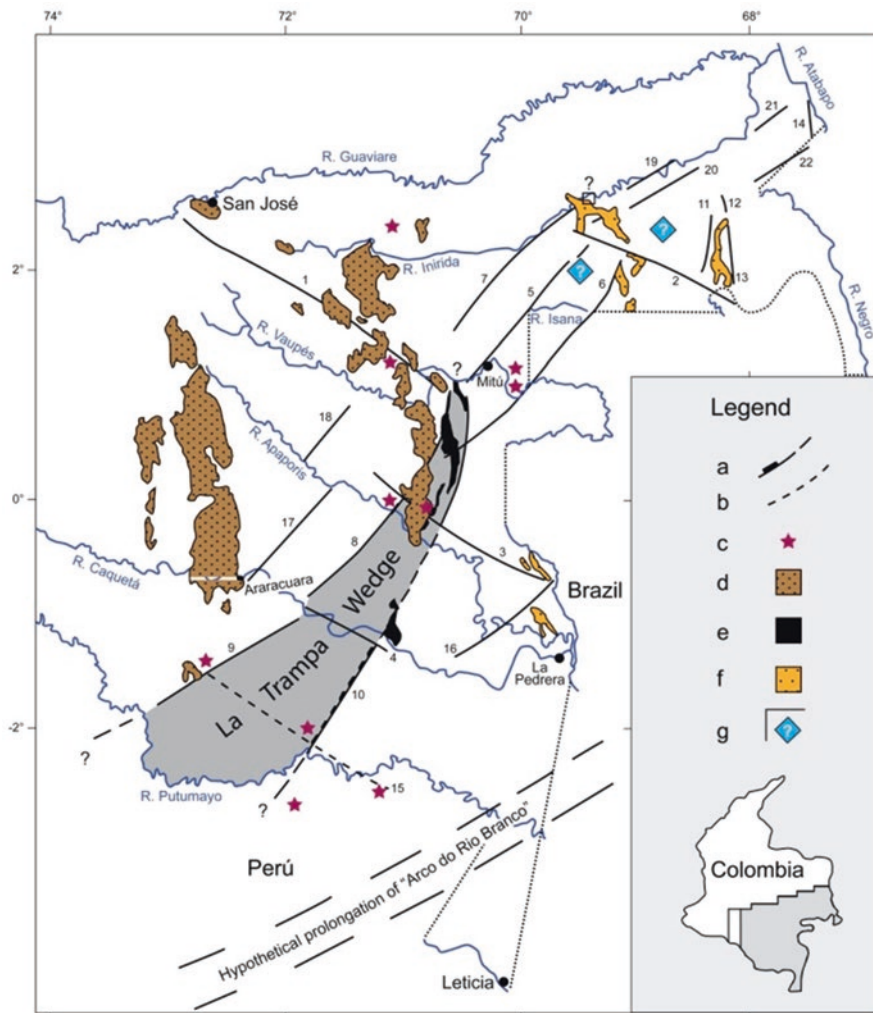 74°
72°
70°
68°
R. Atabapo
21
14
R. Guaviare
19
20
22
?
San José
11
12
?
R. Inirida
2°
1
7
?
5
6
2
13
R. Isana
R. Negro
R. Vaupés
?
Mitú
18
R. Apaporis
0°
17
8
3
R. Caquetá
Araracuara
Brazil
16
La Pedrera
9
4
10
La Trampa Wedge
-2°
?
?
15
R. Putumayo
Perú
Hypothetical prolongation of "Arco do Rio Branco"
Leticia
Legend
a
b
c
d
e
f
g ?
Colombia